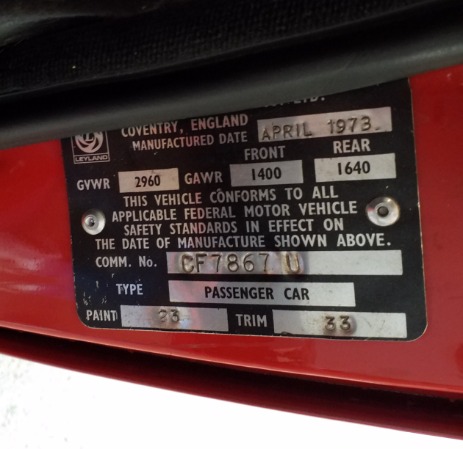 LTD.
COVENTRY, ENGLAND
MANUFACTURED DATE APRIL 1973
LEYLAND
FRONT REAR
GVWR 2960 GAWR 1400 1640
THIS VEHICLE CONFORMS TO ALL
APPLICABLE FEDERAL MOTOR VEHICLE
SAFETY STANDARDS IN EFFECT ON
THE DATE OF MANUFACTURE SHOWN ABOVE.
COMM. No. CF7867 U
TYPE PASSENGER CAR
PAINT 23 TRIM 33